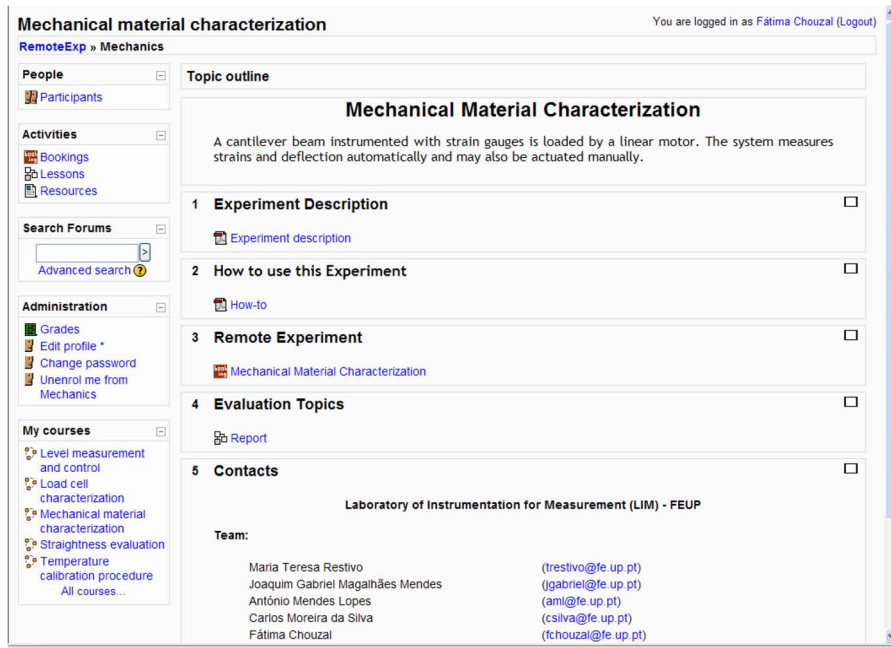 Mechanical material characterization
You are logged in as Fátima Chouzal (Logout)
RemoteExp » Mechanics
People
Participants
Activities
Bookings
Lessons
Resources
Search Forums
>
Advanced search ?
Administration
Grades
Edit profile *
Change password
Unenrol me from
Mechanics
My courses
Level measurement
and control
Load cell
characterization
Mechanical material
characterization
Straightness evaluation
Temperature
calibration procedure
All courses...
Topic outline
Mechanical Material Characterization
A cantilever beam instrumented with strain gauges is loaded by a linear motor. The system measures
strains and deflection automatically and may also be actuated manually.
1 Experiment Description
Experiment description
2 How to use this Experiment
How-to
3 Remote Experiment
Mechanical Material Characterization
4 Evaluation Topics
Report
5 Contacts
Laboratory of Instrumentation for Measurement (LIM) - FEUP
Team:
Maria Teresa Restivo (trestivo@fe.up.pt)
Joaquim Gabriel Magalhães Mendes (jgabriel@fe.up.pt)
António Mendes Lopes (aml@fe.up.pt)
Carlos Moreira da Silva (csilva@fe.up.pt)
Fátima Chouzal (fchouzal@fe.up.pt)